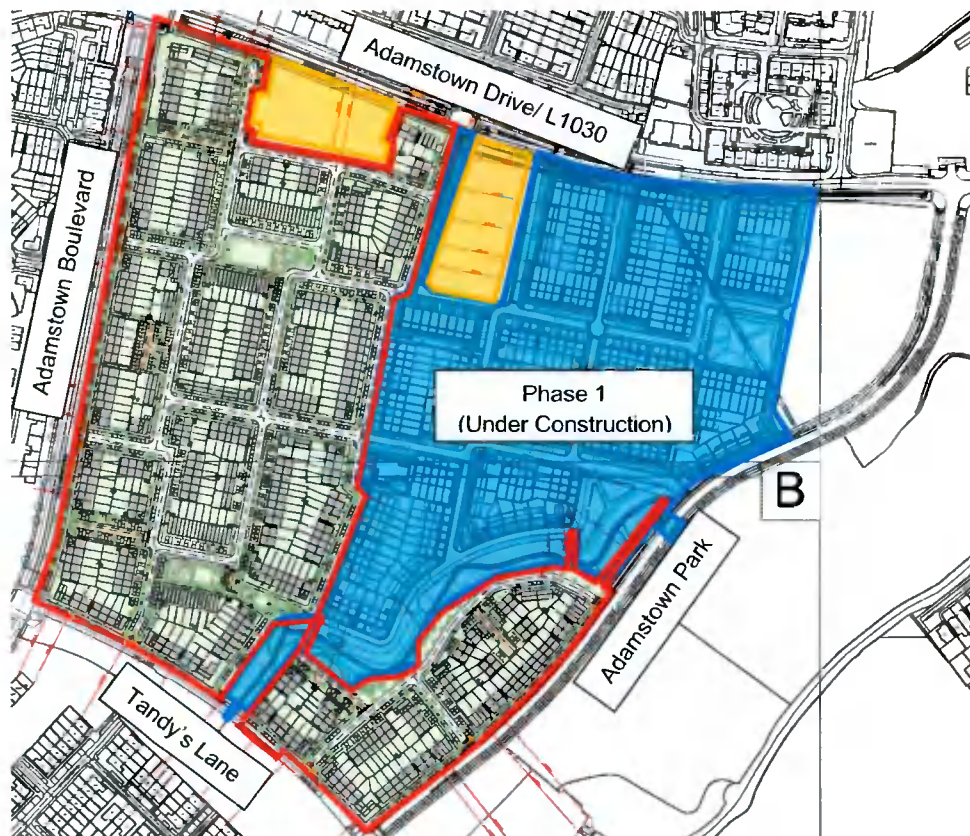 Adamstown Drive/ L1030
Adamstown Boulevard
Phase 1
(Under Construction)
B
Adamstown Park
Tandy's Lane